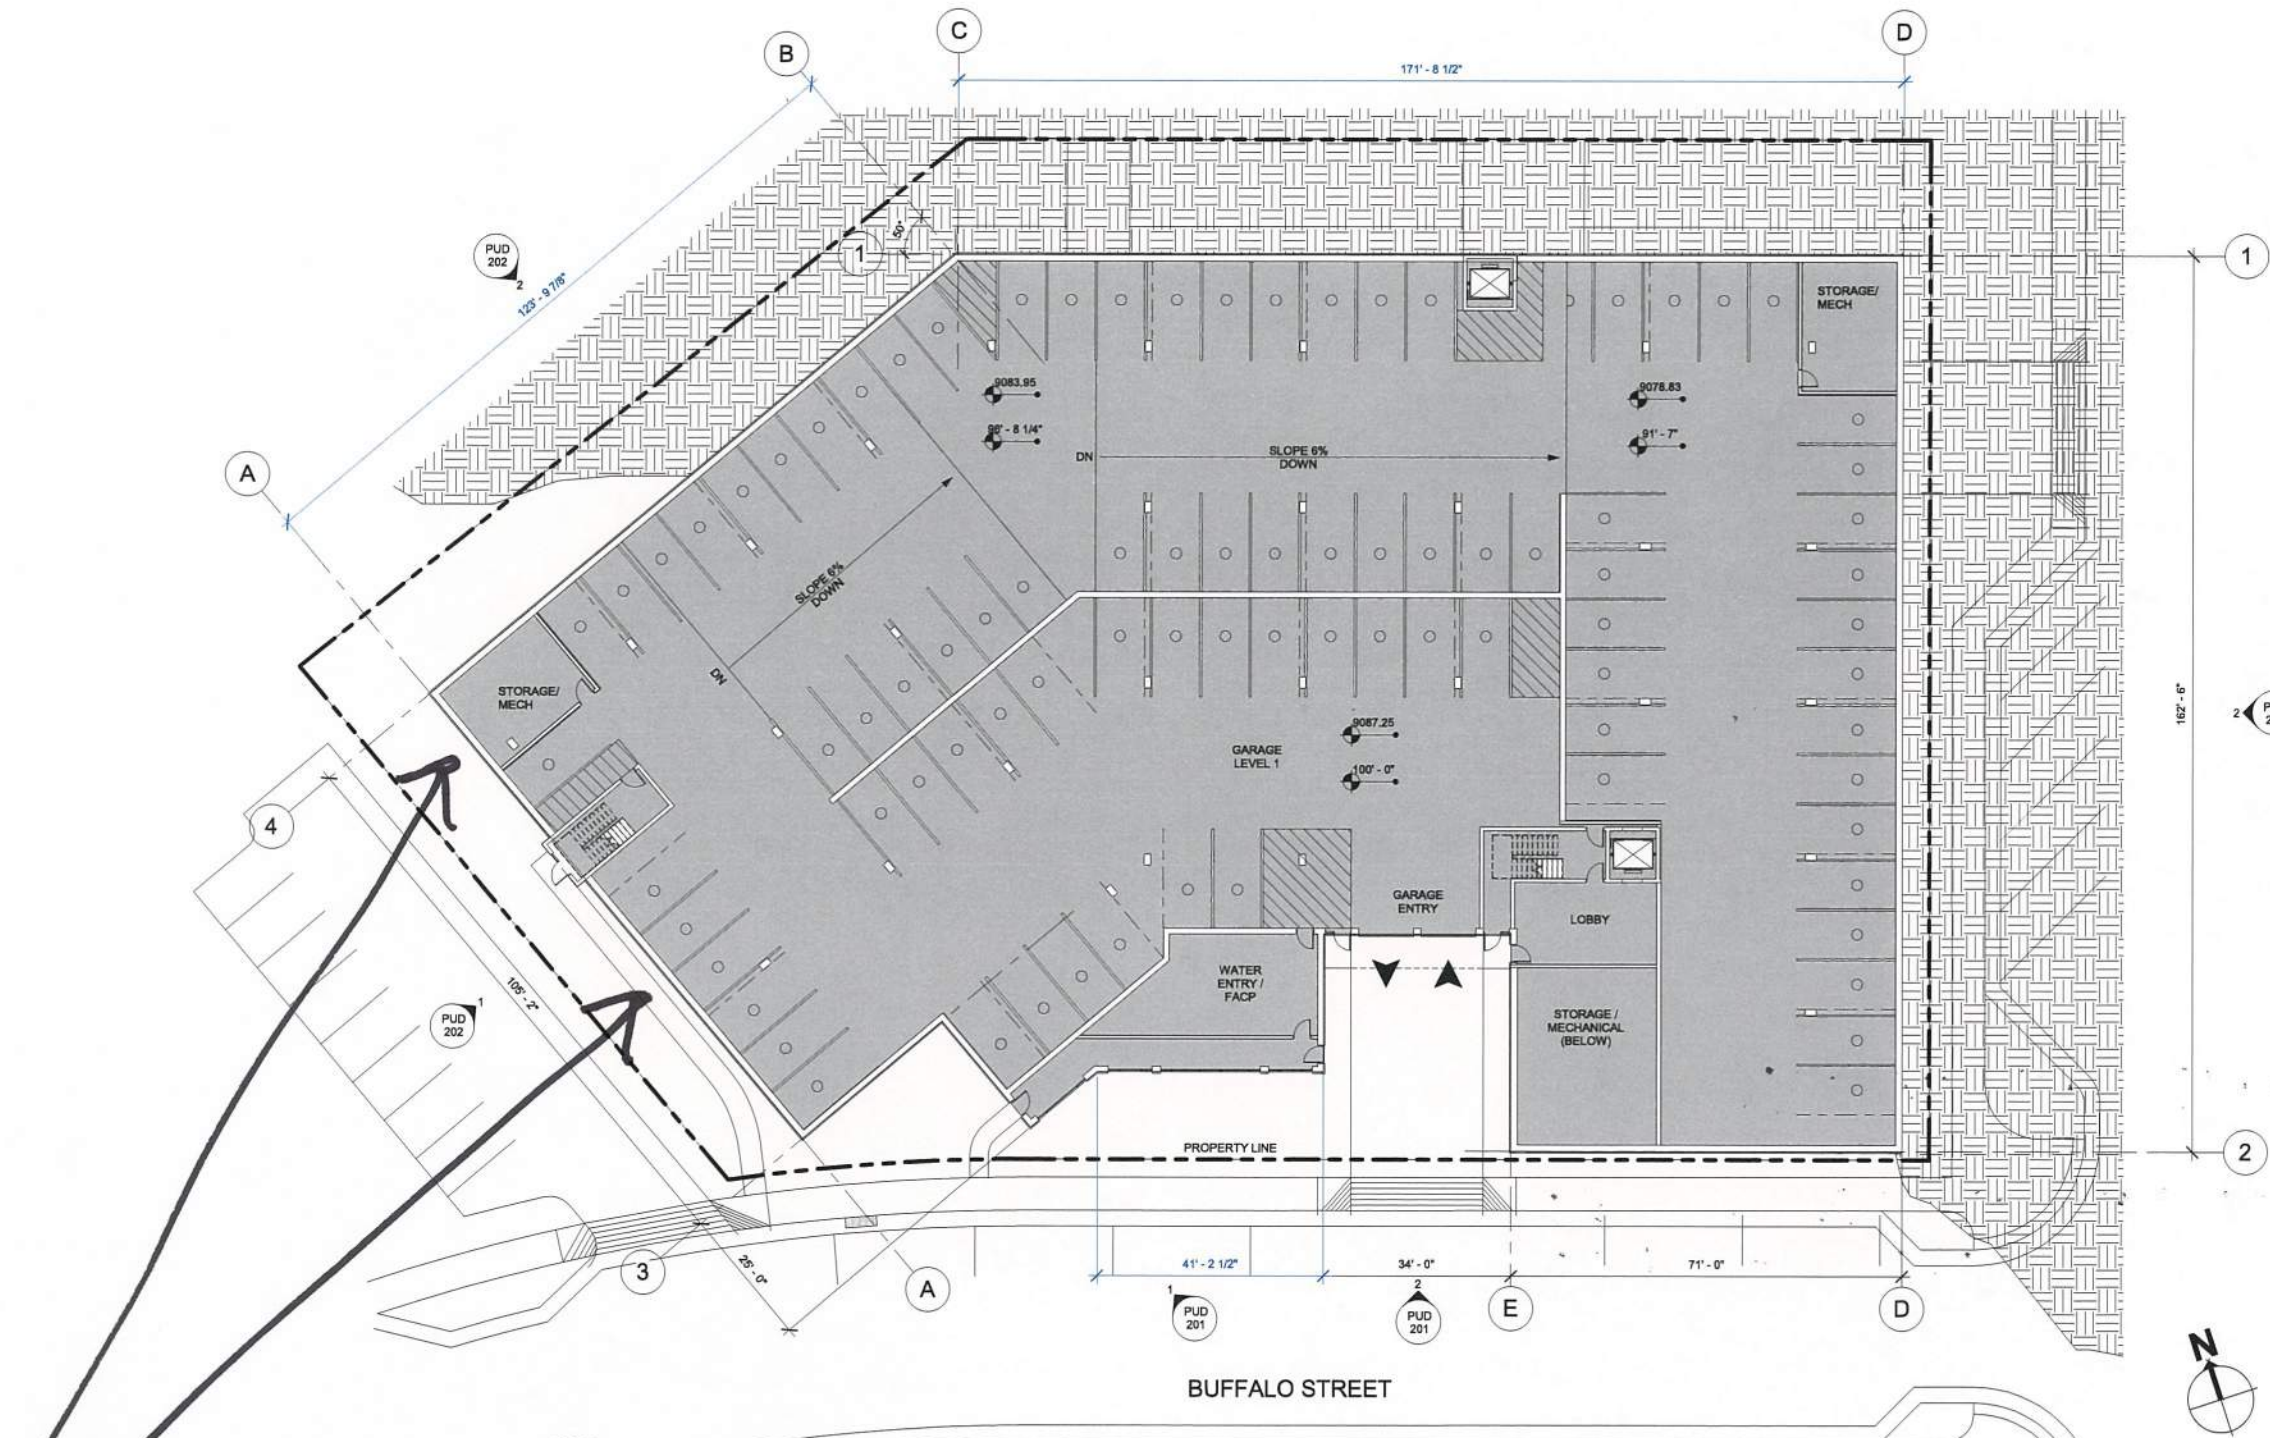 C
D
B
171' - 8 1/2"
50°
1
1
PUD
202
2
123' - 9 7/8"
STORAGE/
MECH
9083.95
9078.83
96' - 8 1/4"
91' - 7"
DN
SLOPE 6%
DOWN
A
SLOPE 6%
DOWN
DN
STORAGE/
MECH
162' - 6"
2
9087.25
GARAGE
LEVEL 1
100' - 0"
4
GARAGE
ENTRY
LOBBY
105' - 2"
1
PUD
202
WATER
ENTRY /
FACP
STORAGE /
MECHANICAL
(BELOW)
PROPERTY LINE
2
3
25' - 0"
A
41' - 2 1/2"
34' - 0"
71' - 0"
1
PUD
201
2
PUD
201
E
D
N
BUFFALO STREET